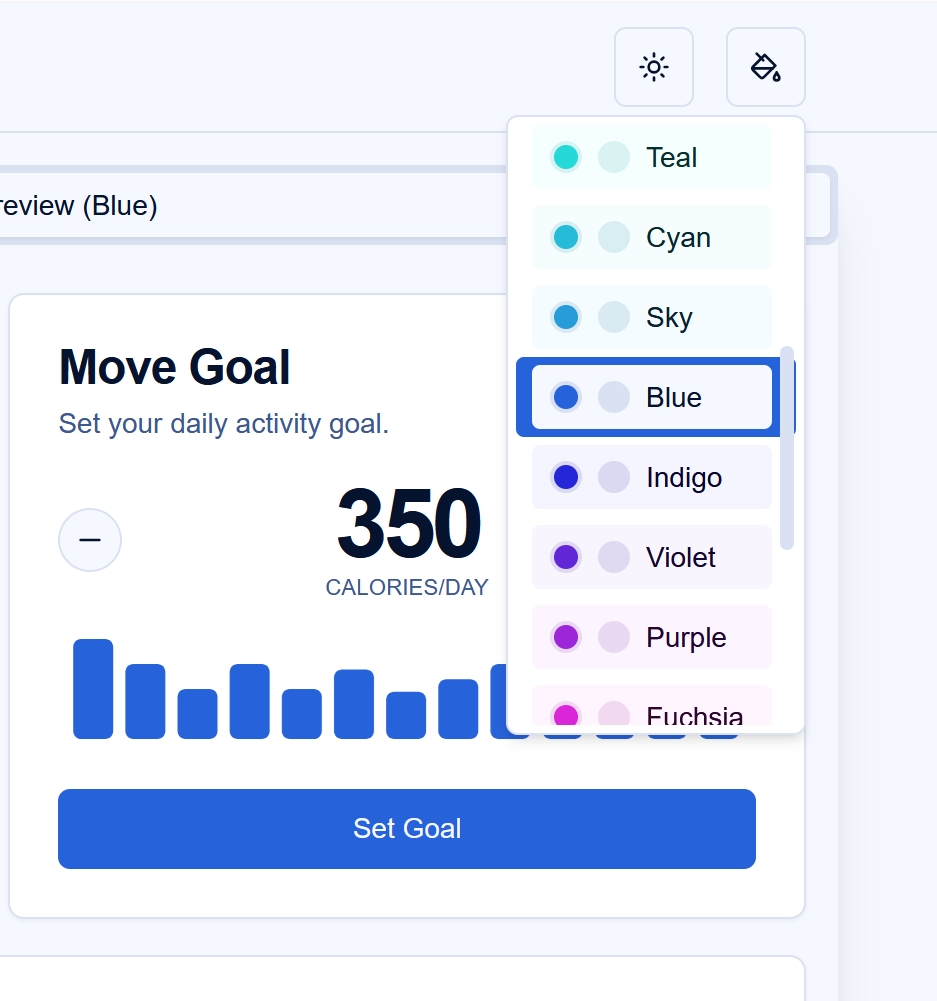 review (Blue)
Move Goal
Set your daily activity goal.
350
CALORIES/DAY
Set Goal
Teal
Cyan
Sky
Blue
Indigo
Violet
Purple
Fuchsia